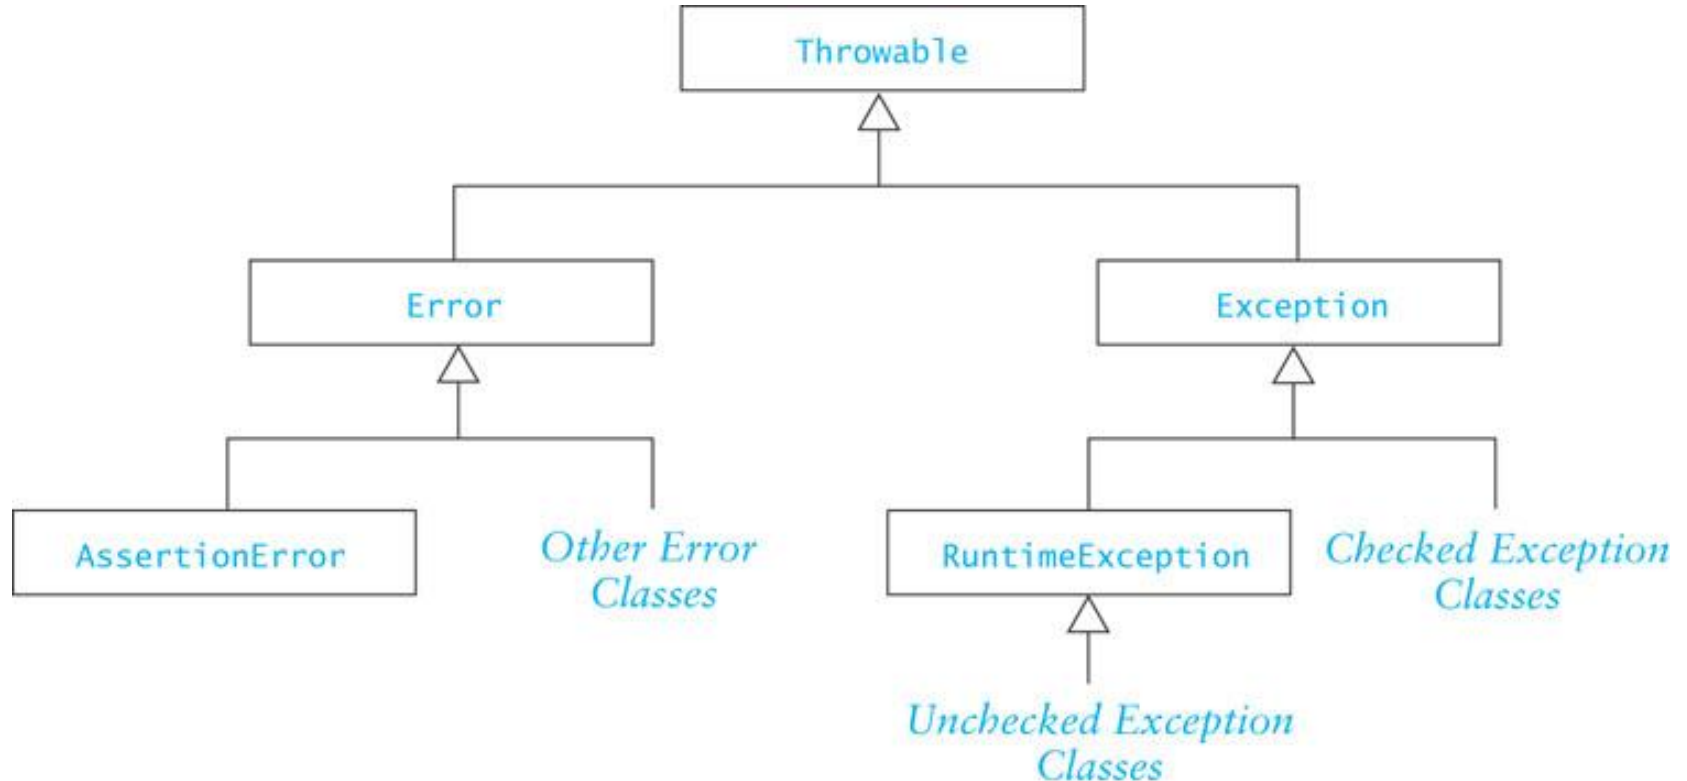 Throwable
Error
Exception
AssertionError
Other Error
Classes
RuntimeException
Checked Exception
Classes
Unchecked Exception
Classes